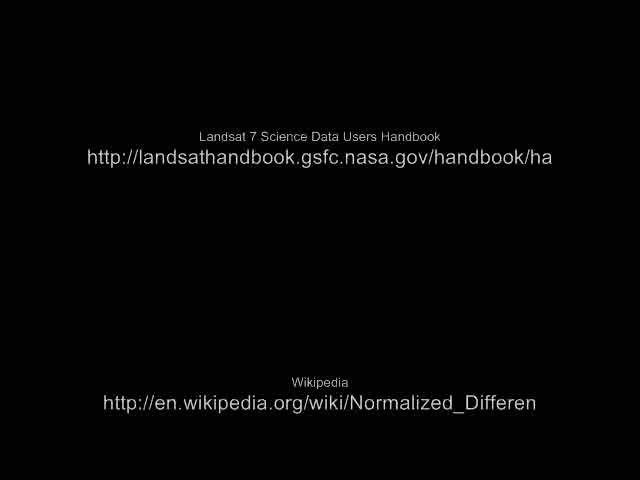 Landsat 7 Science Data Users Handbook
http://landsathandbook.gsfc.nasa.gov/handbook/ha
Wikipedia
http://en.wikipedia.org/wiki/Normalized_Differen